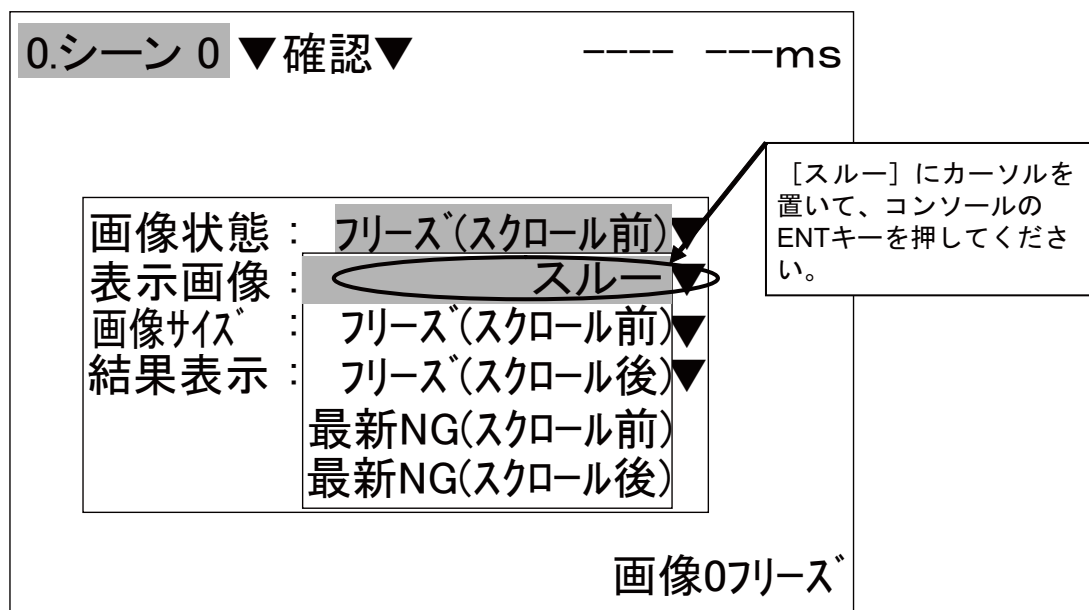 0.シーン 0 ▼確認▼ ---- ---ms
［スルー］にカーソルを
置いて、コンソールの
ENTキーを押してくださ
い。
画像状態： フリーズ(スクロール前)▼
表示画像： スルー▼
画像サイズ： フリーズ(スクロール前)▼
結果表示： フリーズ(スクロール後)▼
最新NG(スクロール前)
最新NG(スクロール後)
画像0フリーズ